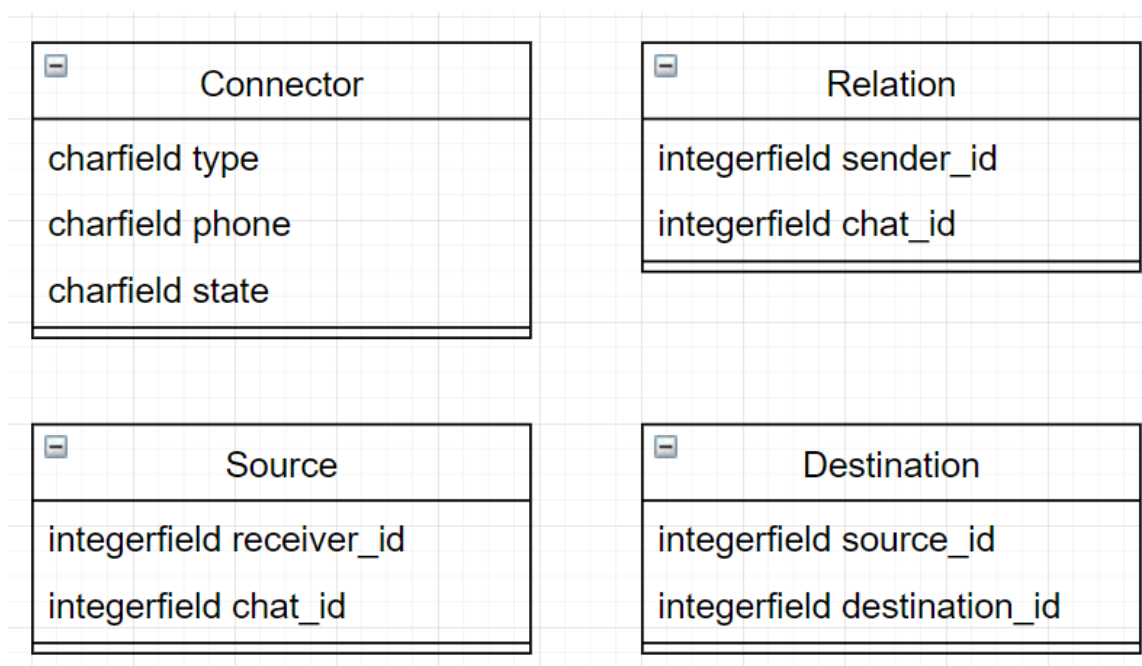 Connector
charfield type
charfield phone
charfield state
Relation
integerfield sender_id
integerfield chat_id
Source
integerfield receiver_id
integerfield chat_id
Destination
integerfield source_id
integerfield destination_id